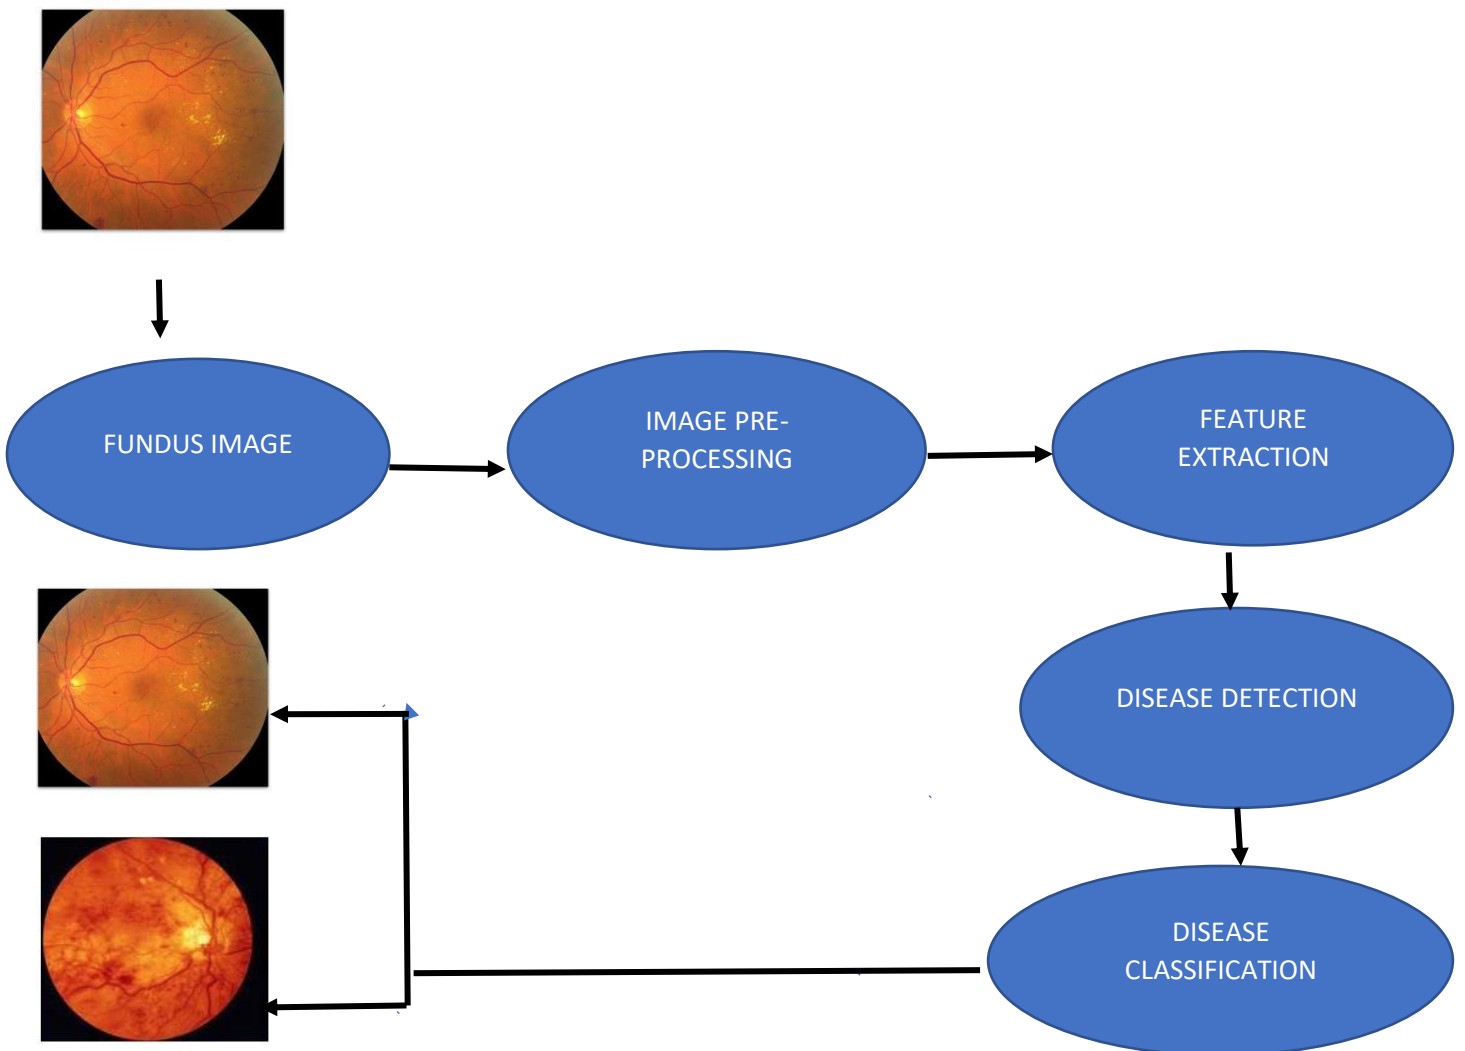 FUNDUS IMAGE
IMAGE PRE-
PROCESSING
FEATURE
EXTRACTION
DISEASE DETECTION
DISEASE
CLASSIFICATION